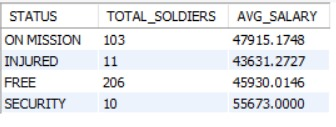 STATUS TOTAL_SOLDIERS AVG_SALARY
ON MISSION 103 47915.1748
INJURED 11 43631.2727
FREE 206 45930.0146
SECURITY 10 55673.0000